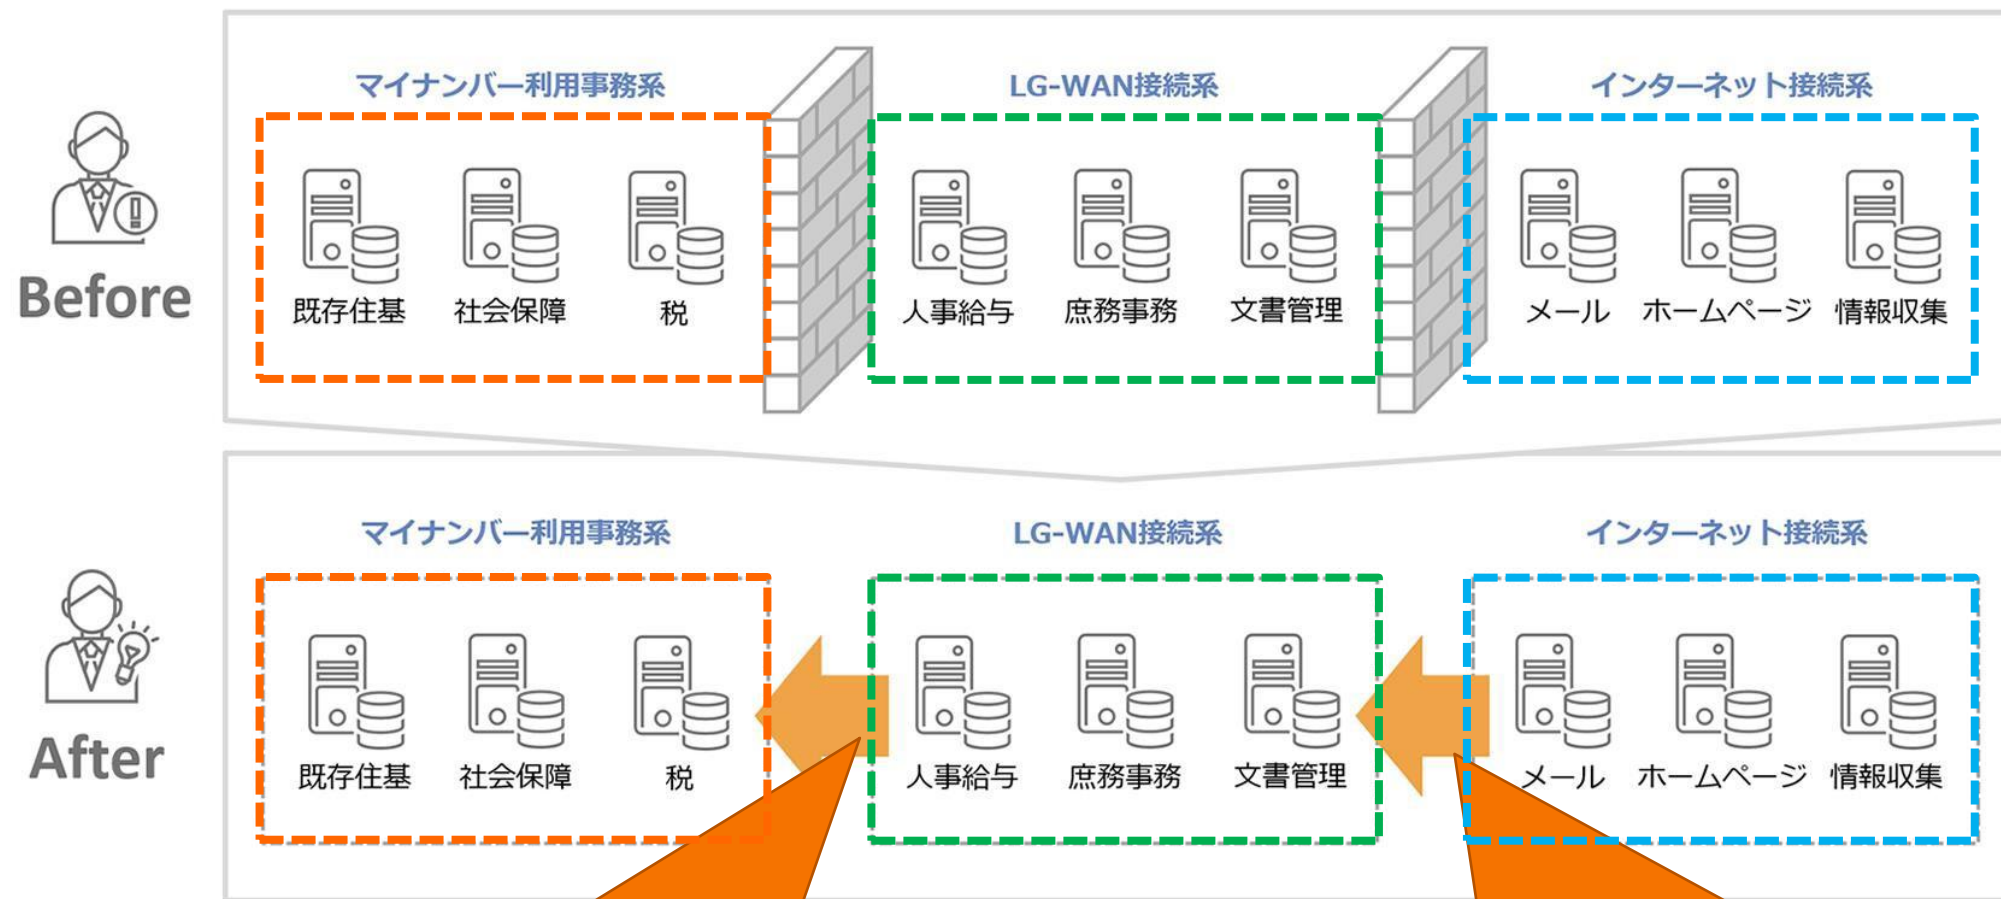 マイナンバー利用事務系 LG-WAN接続系 インターネット接続系
Before
既存住基 社会保障 税 人事給与 庶務事務 文書管理 メール ホームページ 情報収集
マイナンバー利用事務系 LG-WAN接続系 インターネット接続系
After
既存住基 社会保障 税 人事給与 庶務事務 文書管理 メール ホームページ 情報収集